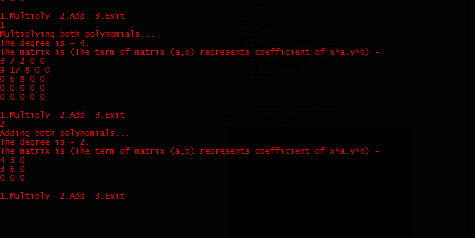 1.Multiply 2.Add 3.Exit
1
Multiplying both polynomials...
The degree is - 4.
The matrix is (The term of matrix (a,b) represents coefficient of x^a.y^b) -
3 7 2 0 0
9 17 8 0 0
0 6 8 0 0
0 0 0 0 0
0 0 0 0 0
1.Multiply 2.Add 3.Exit
2
Adding both polynomials...
The degree is - 2.
The matrix is (The term of matrix (a,b) represents coefficient of x^a.y^b) -
4 3 0
3 6 0
0 0 0
1.Multiply 2.Add 3.Exit